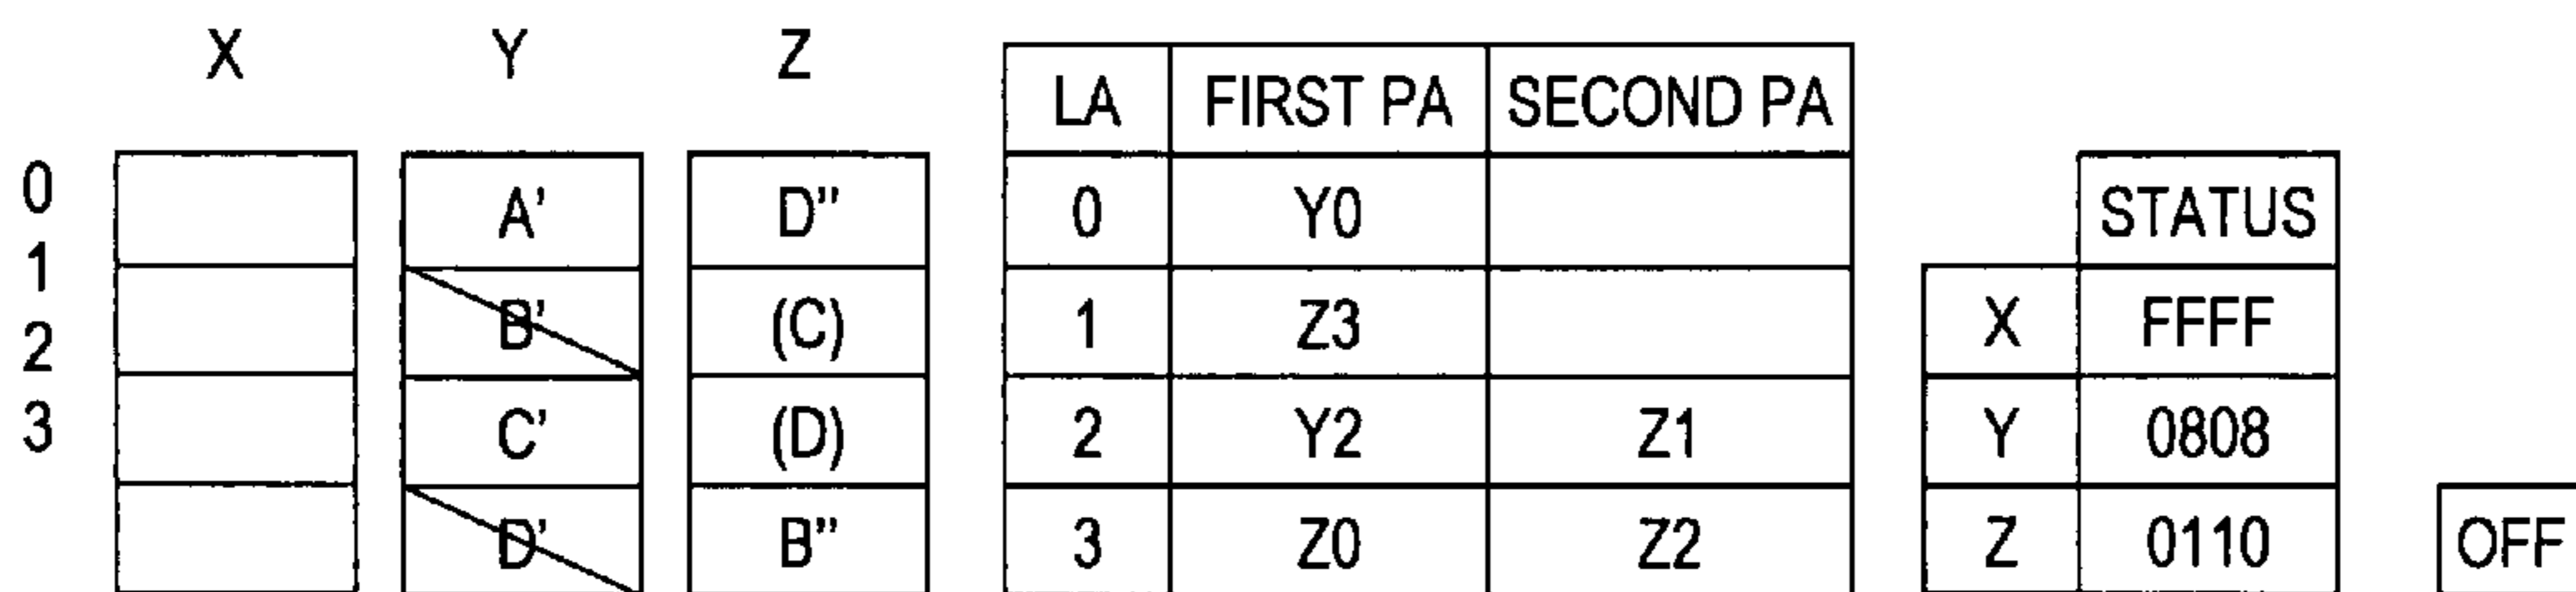 X Y Z
LA FIRST PA SECOND PA
0 A' D" 0 Y0 STATUS
1 B' (C) 1 Z3 X FFFF
2 C' (D) 2 Y2 Z1 Y 0808
3 D' B" 3 Z0 Z2 Z 0110 OFF